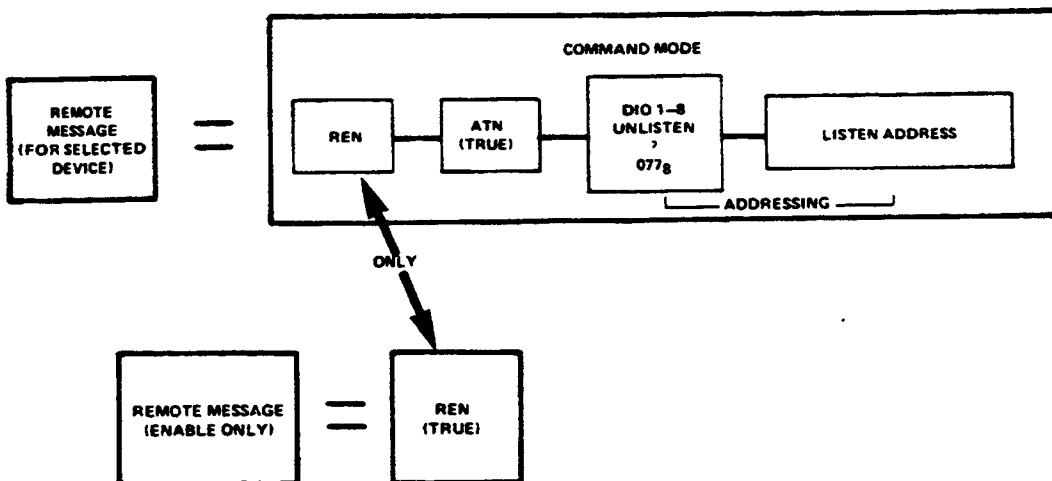 COMMAND MODE
REMOTE
MESSAGE
(FOR SELECTED
DEVICE)
=
REN
ATN
(TRUE)
DIO 1–8
UNLISTEN
?
077₈
LISTEN ADDRESS
ADDRESSING
ONLY
REMOTE MESSAGE
(ENABLE ONLY)
=
REN
(TRUE)